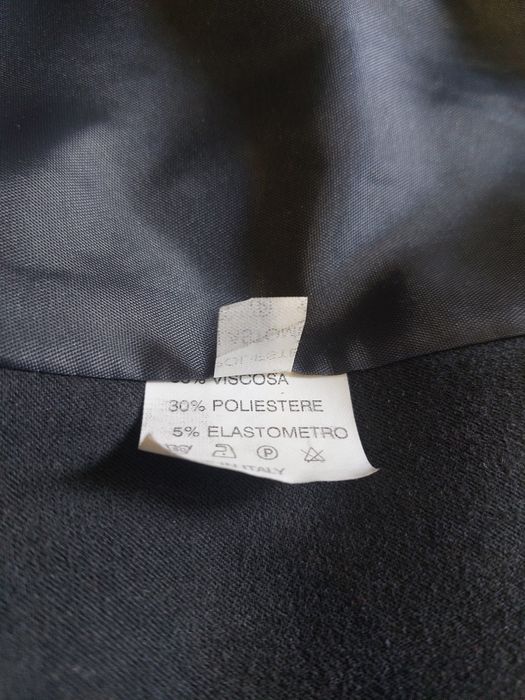 VISCOSA
30% POLIESTERE
5% ELASTOMETRO
P
IN ITALY